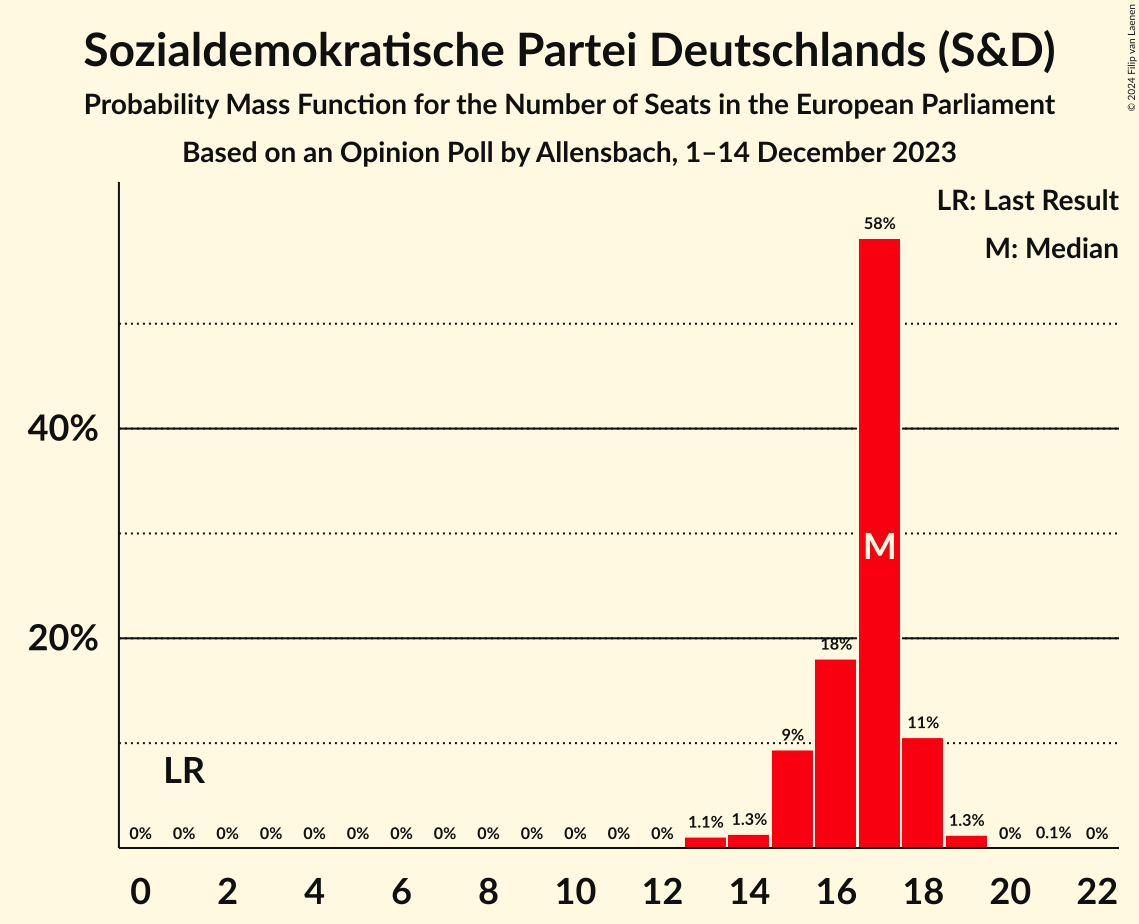 Sozialdemokratische Partei Deutschlands (S&D)
Probability Mass Function for the Number of Seats in the European Parliament
Based on an Opinion Poll by Allensbach, 1–14 December 2023
© 2024 Filip van Laenen
LR: Last Result
M: Median
58%
40%
M
20%
18%
11%
9%
LR
0% 0% 0% 0% 0% 0% 0% 0% 0% 0% 0% 0% 0% 1.1% 1.3% 1.3% 0% 0.1% 0%
0 2 4 6 8 10 12 14 16 18 20 22